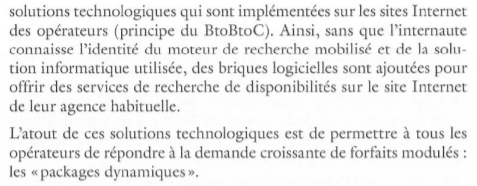 solutions technologiques qui sont implémentées sur les sites Internet
des opérateurs (principe du BtoBtoC). Ainsi, sans que l'internaute
connaisse l'identité du moteur de recherche mobilisé et de la solu-
tion informatique utilisée, des briques logicielles sont ajoutées pour
offrir des services de recherche de disponibilités sur le site Internet
de leur agence habituelle.
L'atout de ces solutions technologiques est de permettre à tous les
opérateurs de répondre à la demande croissante de forfaits modulés :
les « packages dynamiques ».